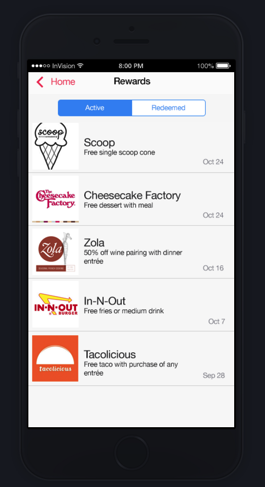 ●●●○○ InVision 8:00 PM 100%
Home Rewards
Active Redeemed
scoop
Scoop
Free single scoop cone
Oct 24
The
Cheesecake
Factory
Cheesecake Factory
Free dessert with meal
Oct 24
Zola
Zola
50% off wine pairing with dinner
entrée
Oct 16
IN-N-OUT
BURGER
In-N-Out
Free fries or medium drink
Oct 7
Tacolicious
Tacolicious
Free taco with purchase of any
entrée
Sep 28